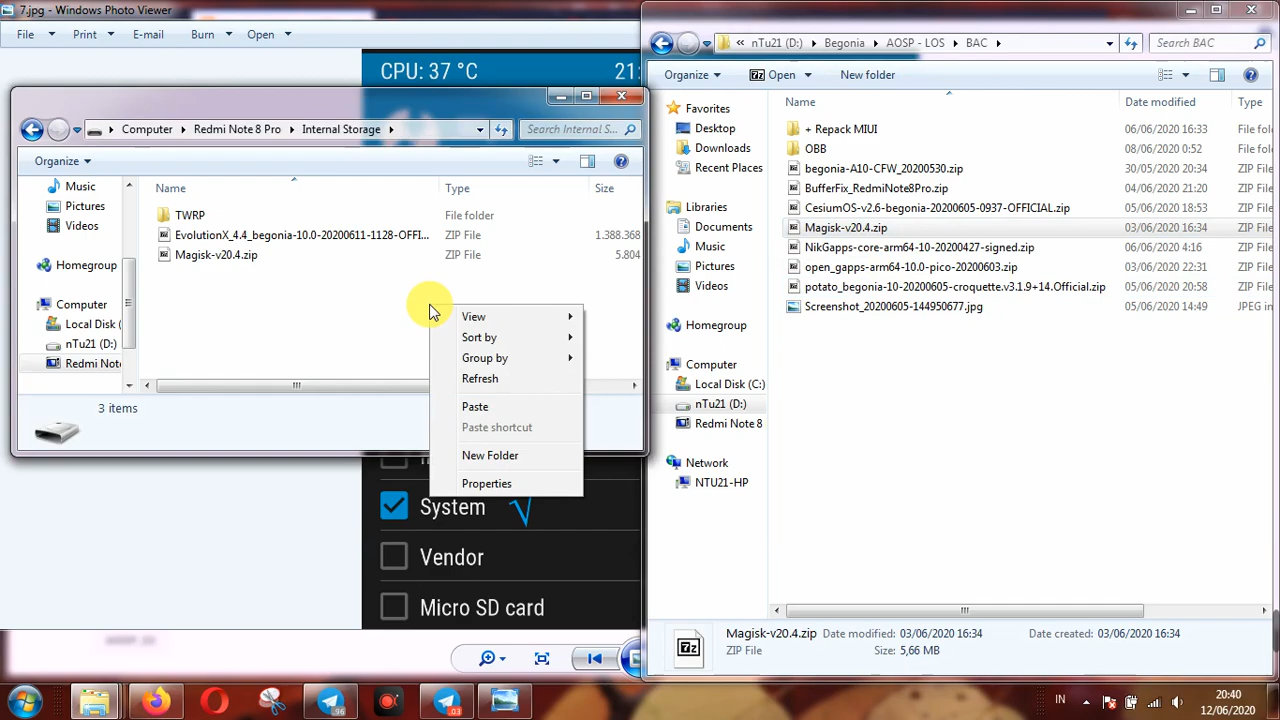 7.jpg - Windows Photo Viewer
File Print E-mail Burn Open
CPU: 37 °C 21:
Computer Redmi Note 8 Pro Internal Storage Search Internal S...
Organize
Name Type Size
Music
Pictures
Videos
Homegroup
Computer
Local Disk (
nTu21 (D:)
Redmi Not
TWRP File folder
EvolutionX_4.4_begonia-10.0-20200611-1128-OFFI... ZIP File 1.388.368
Magisk-v20.4.zip ZIP File 5.804
3 items
View
Sort by
Group by
Refresh
Paste
Paste shortcut
New Folder
Properties
System √
Vendor
Micro SD card
« nTu21 (D:) Begonia AOSP - LOS BAC Search BAC
Organize 7z Open New folder
Name Date modified Type
Favorites
Desktop
Downloads
Recent Places
Libraries
Documents
Music
Pictures
Videos
Homegroup
Computer
Local Disk (C:)
nTu21 (D:)
Redmi Note 8
Network
NTU21-HP
+ Repack MIUI 06/06/2020 16:33 File fol
OBB 08/06/2020 0:52 File fol
begonia-A10-CFW_20200530.zip 30/05/2020 20:34 ZIP File
BufferFix_RedmiNote8Pro.zip 04/06/2020 21:20 ZIP File
CesiumOS-v2.6-begonia-20200605-0937-OFFICIAL.zip 05/06/2020 18:53 ZIP File
Magisk-v20.4.zip 03/06/2020 16:34 ZIP File
NikGapps-core-arm64-10-20200427-signed.zip 03/06/2020 4:16 ZIP File
open_gapps-arm64-10.0-pico-20200603.zip 03/06/2020 22:31 ZIP File
potato_begonia-10-20200605-croquette.v3.1.9+14.Official.zip 05/06/2020 18:44 ZIP File
Screenshot_20200605-144950677.jpg 05/06/2020 14:49 JPEG im
7z
Magisk-v20.4.zip Date modified: 03/06/2020 16:34 Date created: 03/06/2020 16:34
ZIP File Size: 5,66 MB
96 03 IN
20:40
12/06/2020